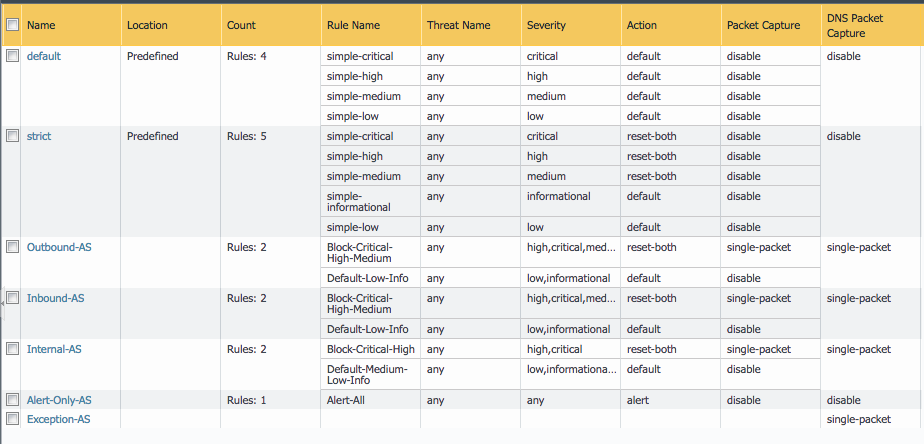 Name Location Count Rule Name Threat Name Severity Action Packet Capture DNS Packet Capture
default Predefined Rules: 4 simple-critical any critical default disable disable
simple-high any high default disable
simple-medium any medium default disable
simple-low any low default disable
strict Predefined Rules: 5 simple-critical any critical reset-both disable disable
simple-high any high reset-both disable
simple-medium any medium reset-both disable
simple-informational any informational default disable
simple-low any low default disable
Outbound-AS Rules: 2 Block-Critical-High-Medium any high,critical,med... reset-both single-packet single-packet
Default-Low-Info any low,informational default disable
Inbound-AS Rules: 2 Block-Critical-High-Medium any high,critical,med... reset-both single-packet single-packet
Default-Low-Info any low,informational default disable
Internal-AS Rules: 2 Block-Critical-High any high,critical reset-both single-packet single-packet
Default-Medium-Low-Info any low,informationa... default disable
Alert-Only-AS Rules: 1 Alert-All any any alert disable disable
Exception-AS single-packet